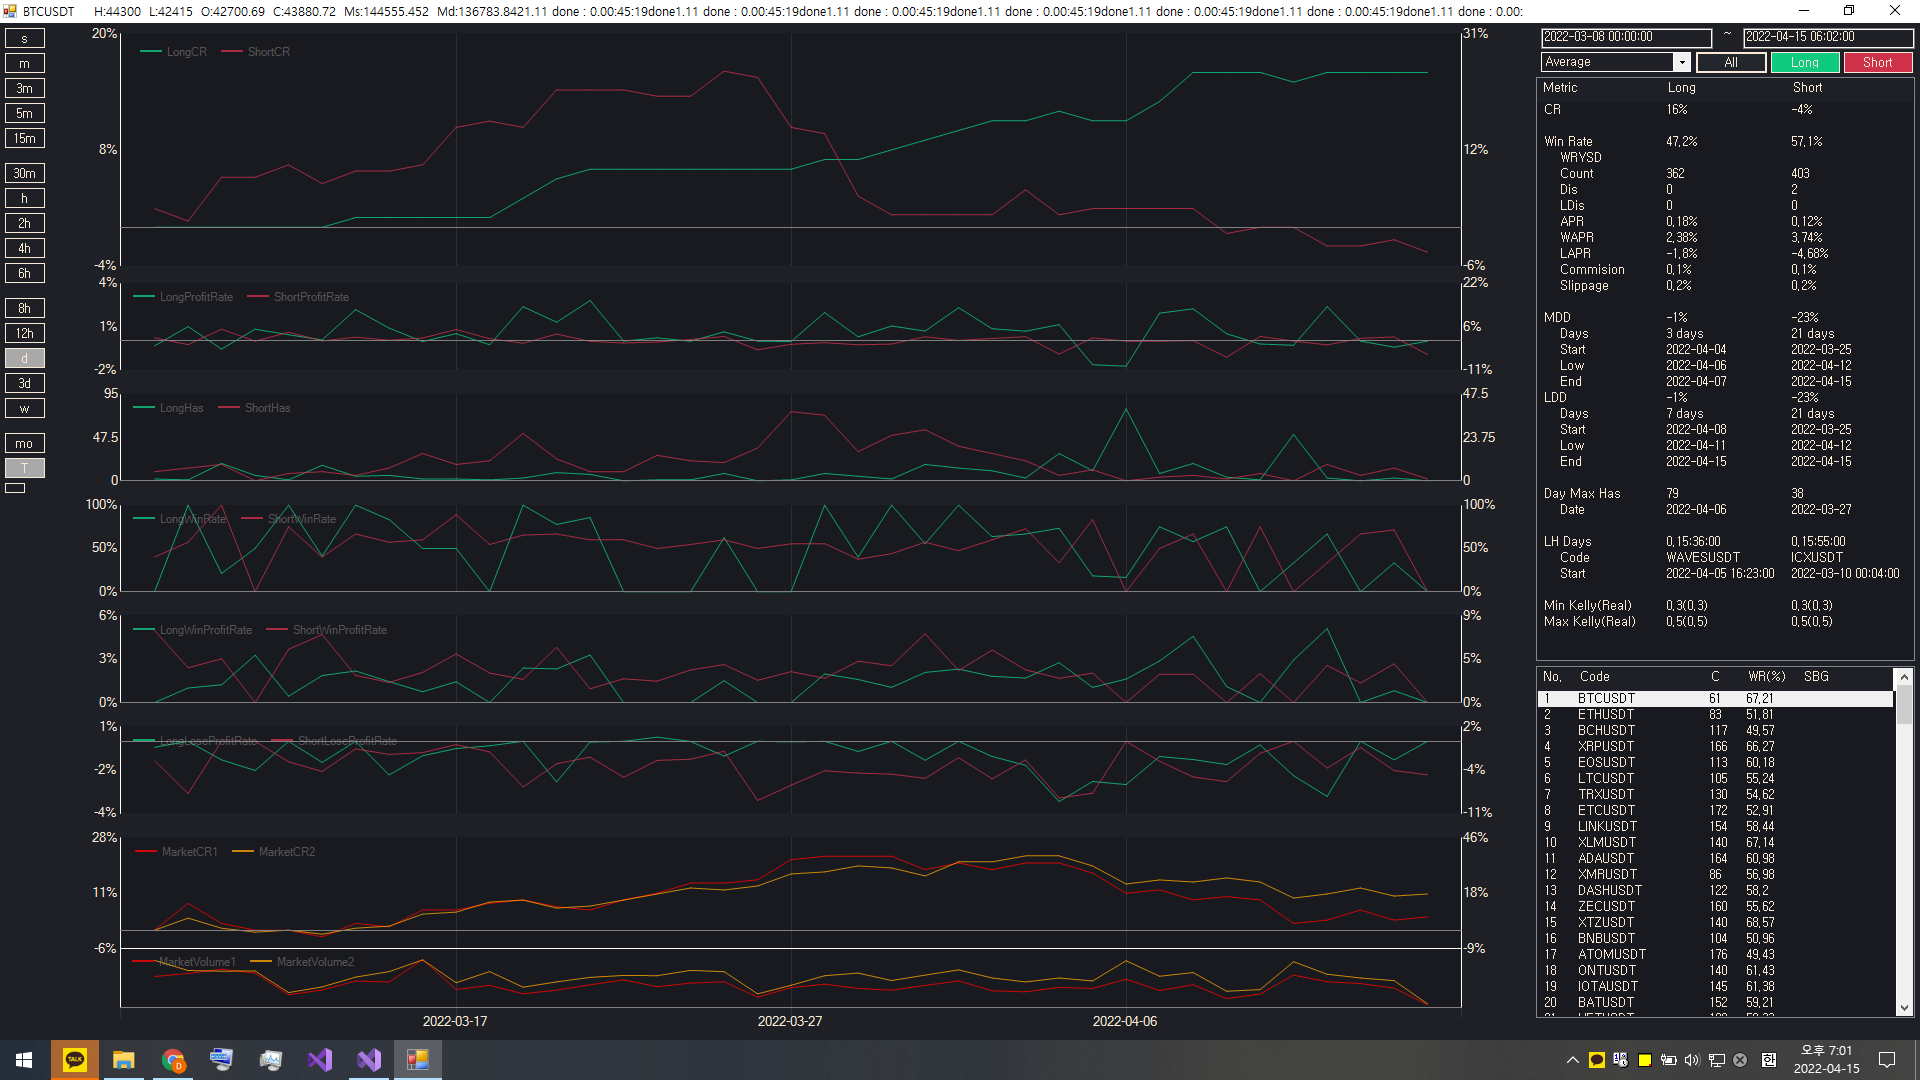 BTCUSDT H:44300 L:42415 O:42700.69 C:43880.72 Ms:144555.452 Md:136783.8421.11 done : 0.00:45:19done1.11 done : 0.00:45:19done1.11 done : 0.00:45:19done1.11 done : 0.00:45:19done1.11 done : 0.00:45:19done1.11 done : 0.00:
s
m
3m
5m
15m
30m
h
2h
4h
6h
8h
12h
d
3d
w
mo
T
20% 31%
LongCR ShortCR
8% 12%
-4% -6%
4% 22%
LongProfitRate ShortProfitRate
1% 6%
-2% -11%
95 47.5
LongHas ShortHas
47.5 23.75
0 0
100% 100%
LongWinRate ShortWinRate
50% 50%
0% 0%
6% 9%
LongWinProfitRate ShortWinProfitRate
3% 5%
0% 0%
1% 2%
LongLoseProfitRate ShortLoseProfitRate
-2% -4%
-4% -11%
28% 46%
MarketCR1 MarketCR2
11% 18%
-6% -9%
MarketVolume1 MarketVolume2
2022-03-17 2022-03-27 2022-04-06
2022-03-08 00:00:00 ~ 2022-04-15 06:02:00
Average All Long Short
Metric Long Short
CR 16% -4%
Win Rate 47,2% 57,1%
WRYSD
Count 362 403
Dis 0 2
LDis 0 0
APR 0,18% 0,12%
WAPR 2,38% 3,74%
LAPR -1,8% -4,68%
Commision 0,1% 0,1%
Slippage 0,2% 0,2%
MDD -1% -23%
Days 3 days 21 days
Start 2022-04-04 2022-03-25
Low 2022-04-06 2022-04-12
End 2022-04-07 2022-04-15
LDD -1% -23%
Days 7 days 21 days
Start 2022-04-08 2022-03-25
Low 2022-04-11 2022-04-12
End 2022-04-15 2022-04-15
Day Max Has 79 38
Date 2022-04-06 2022-03-27
LH Days 0,15:36:00 0,15:55:00
Code WAVESUSDT ICXUSDT
Start 2022-04-05 16:23:00 2022-03-10 00:04:00
Min Kelly(Real) 0,3(0,3) 0,3(0,3)
Max Kelly(Real) 0,5(0,5) 0,5(0,5)
No, Code C WR(%) SBG
1 BTCUSDT 61 67,21
2 ETHUSDT 83 51,81
3 BCHUSDT 117 49,57
4 XRPUSDT 166 66,27
5 EOSUSDT 113 60,18
6 LTCUSDT 105 55,24
7 TRXUSDT 130 54,62
8 ETCUSDT 172 52,91
9 LINKUSDT 154 58,44
10 XLMUSDT 140 67,14
11 ADAUSDT 164 60,98
12 XMRUSDT 86 56,98
13 DASHUSDT 122 58,2
14 ZECUSDT 160 55,62
15 XTZUSDT 140 68,57
16 BNBUSDT 104 50,96
17 ATOMUSDT 176 49,43
18 ONTUSDT 140 61,43
19 IOTAUSDT 145 61,38
20 BATUSDT 152 59,21
TALK
D
오후 7:01
2022-04-15